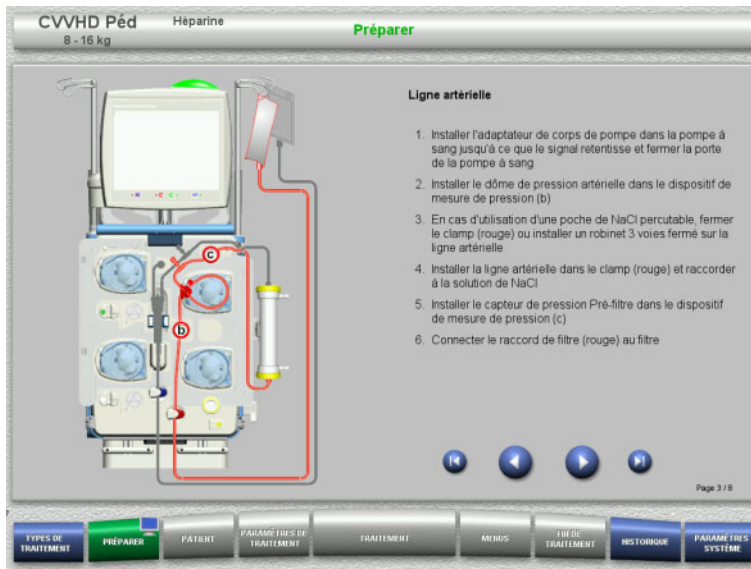 CVVHD Péd
Héparine
Préparer
8 - 16 kg
Ligne artérielle
1. Installer l'adaptateur de corps de pompe dans la pompe à
sang jusqu'à ce que le signal retentisse et fermer la porte
de la pompe à sang
2. Installer le dôme de pression artérielle dans le dispositif de
mesure de pression (b)
3. En cas d'utilisation d'une poche de NaCl percutable, fermer
le clamp (rouge) ou installer un robinet 3 voies fermé sur la
ligne artérielle
4. Installer la ligne artérielle dans le clamp (rouge) et raccorder
à la solution de NaCl
5. Installer le capteur de pression Pré-filtre dans le dispositif
de mesure de pression (c)
6. Connecter le raccord de filtre (rouge) au filtre
c
b
Page 3 / 8
TYPES DE
TRAITEMENT
PRÉPARER
PATIENT
PARAMÈTRES DE
TRAITEMENT
TRAITEMENT
MENUS
FIN DE
TRAITEMENT
HISTORIQUE
PARAMÈTRES
SYSTÈME